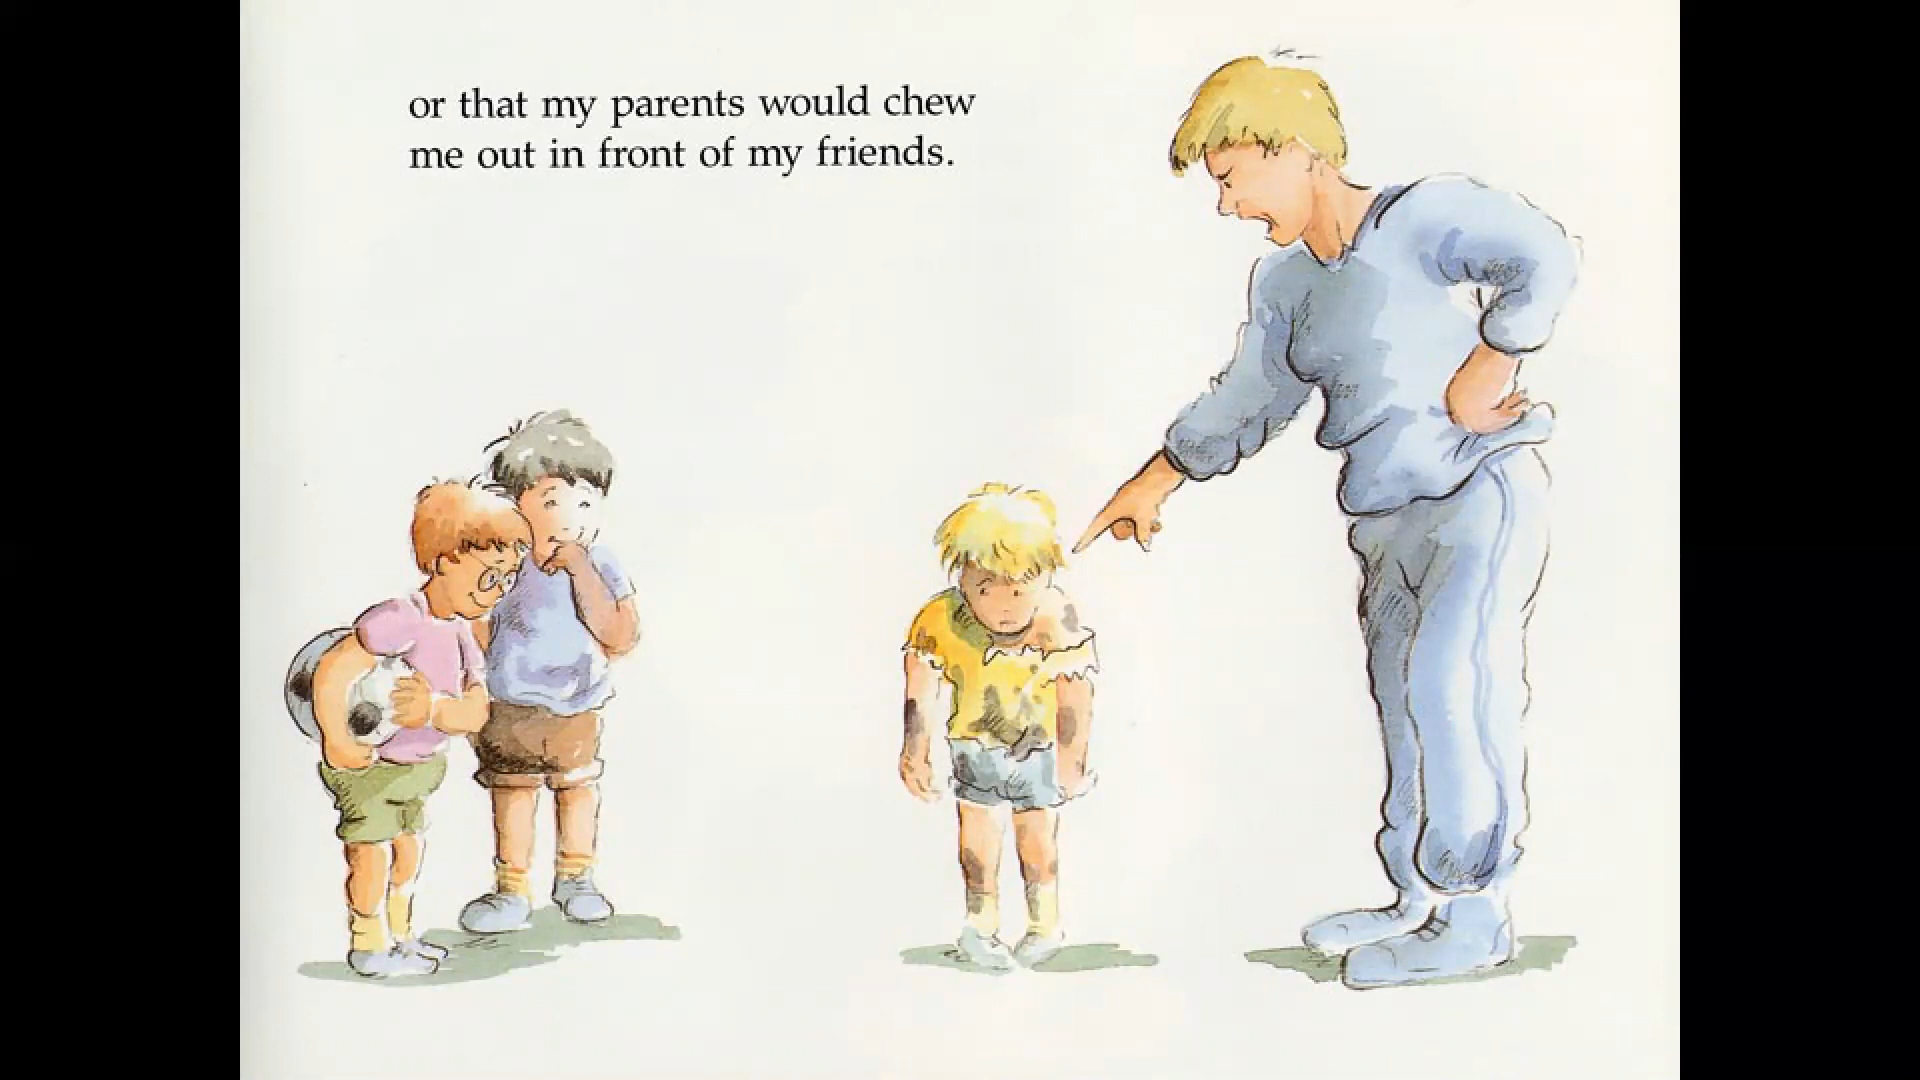 or that my parents would chew
me out in front of my friends.